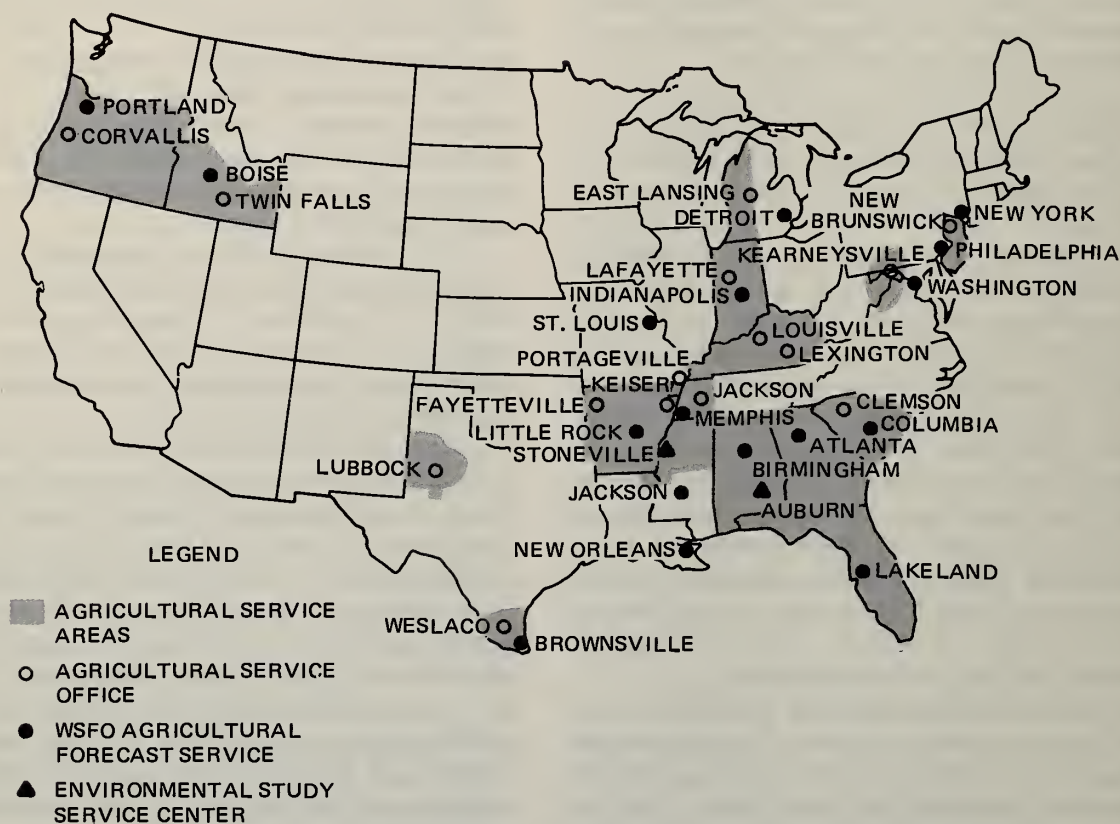 PORTLAND
CORVALLIS
BOISE
TWIN FALLS
EAST LANSING
DETROIT
NEW
BRUNSWICK
NEW YORK
KEARNEYSVILLE
PHILADELPHIA
LAFAYETTE
INDIANAPOLIS
WASHINGTON
ST. LOUIS
LOUISVILLE
LEXINGTON
PORTAGEVILLE
KEISER
JACKSON
FAYETTEVILLE
MEMPHIS
CLEMSON
COLUMBIA
LITTLE ROCK
ATLANTA
STONEVILLE
BIRMINGHAM
LUBBOCK
JACKSON
AUBURN
NEW ORLEANS
LAKELAND
WESLACO
BROWNSVILLE
LEGEND
AGRICULTURAL SERVICE
AREAS
AGRICULTURAL SERVICE
OFFICE
WSFO AGRICULTURAL
FORECAST SERVICE
ENVIRONMENTAL STUDY
SERVICE CENTER